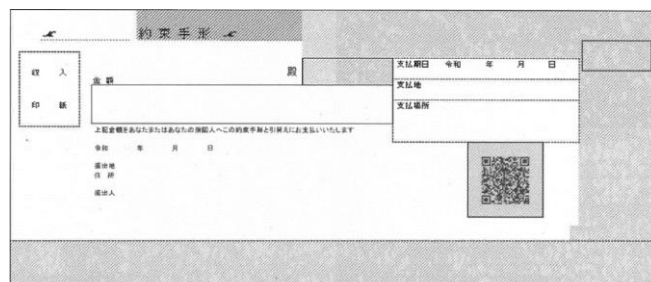 約束手形
収入
印紙
殿
金額
支払期日 令和 年 月 日
支払地
支払場所
上記金額をあなたまたはあなたの指図人へこの約束手形と引替えにお支払いいたします
令和 年 月 日
振出地
住所
振出人